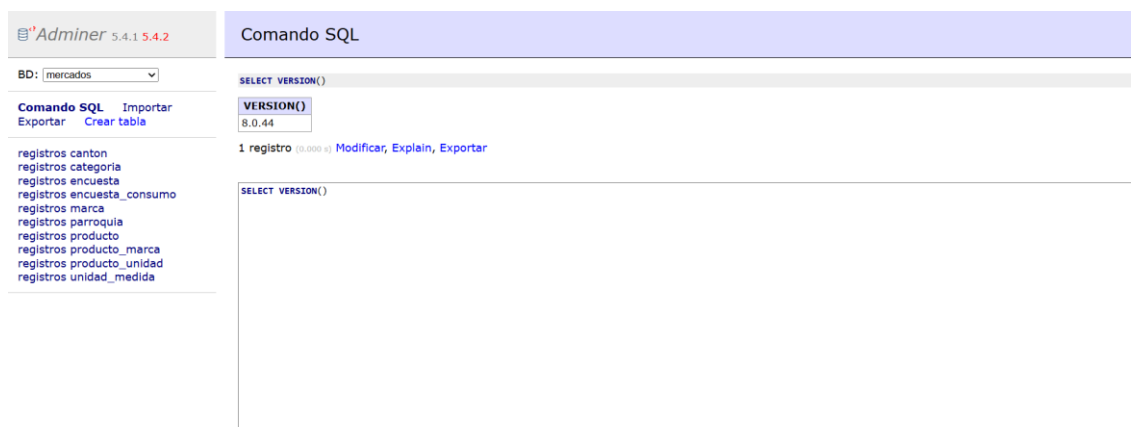 Adminer 5.4.1 5.4.2
BD: mercados
Comando SQL Importar
Exportar Crear tabla
registros canton
registros categoria
registros encuesta
registros encuesta_consumo
registros marca
registros parroquia
registros producto
registros producto_marca
registros producto_unidad
registros unidad_medida
Comando SQL
SELECT VERSION()
VERSION()
8.0.44
1 registro (0.000 s) Modificar, Explain, Exportar
SELECT VERSION()